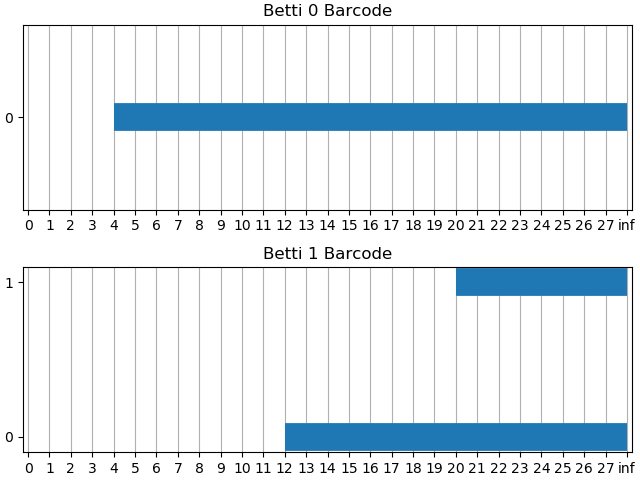 Betti 0 Barcode
0
0 1 2 3 4 5 6 7 8 9 10 11 12 13 14 15 16 17 18 19 20 21 22 23 24 25 26 27 inf
Betti 1 Barcode
1
0
0 1 2 3 4 5 6 7 8 9 10 11 12 13 14 15 16 17 18 19 20 21 22 23 24 25 26 27 inf